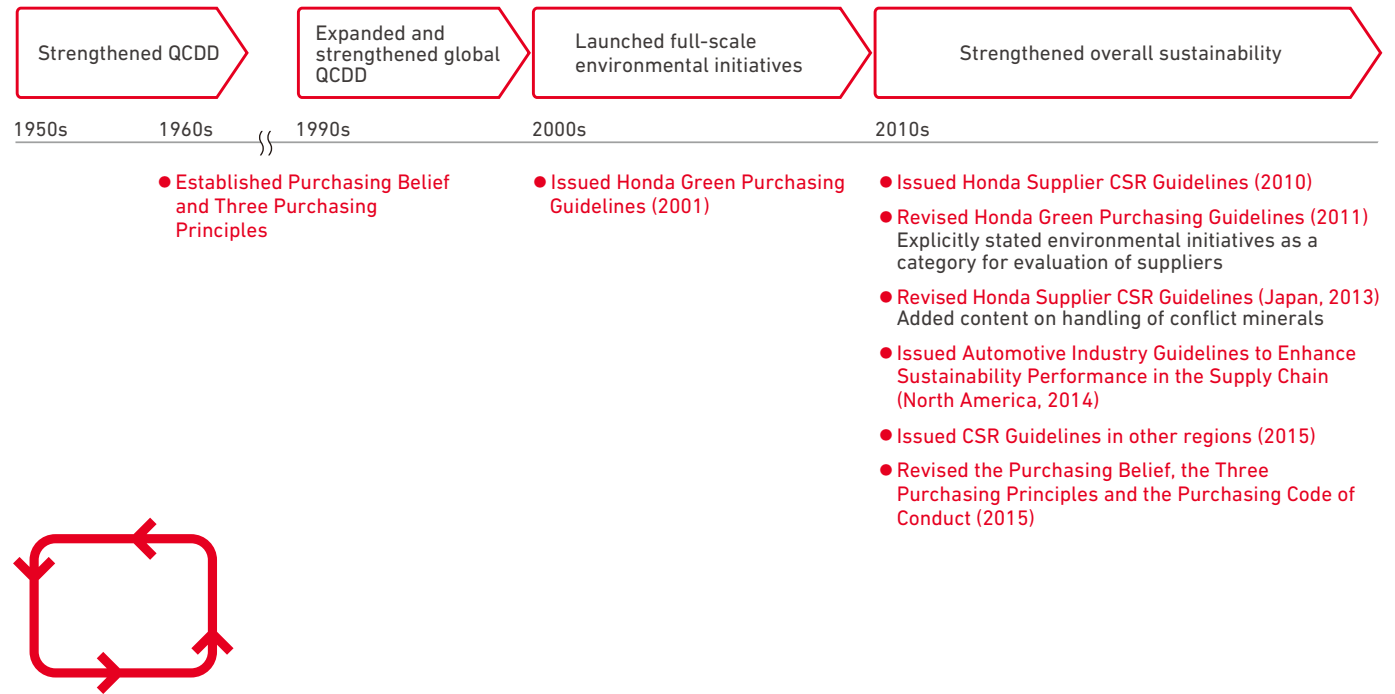 Strengthened QCDD
Expanded and
strengthened global
QCDD
Launched full-scale
environmental initiatives
Strengthened overall sustainability
1950s
1960s
1990s
2000s
2010s
Established Purchasing Belief
and Three Purchasing
Principles
Issued Honda Green Purchasing
Guidelines (2001)
Issued Honda Supplier CSR Guidelines (2010)
Revised Honda Green Purchasing Guidelines (2011)
Explicitly stated environmental initiatives as a
category for evaluation of suppliers
Revised Honda Supplier CSR Guidelines (Japan, 2013)
Added content on handling of conflict minerals
Issued Automotive Industry Guidelines to Enhance
Sustainability Performance in the Supply Chain
(North America, 2014)
Issued CSR Guidelines in other regions (2015)
Revised the Purchasing Belief, the Three
Purchasing Principles and the Purchasing Code of
Conduct (2015)